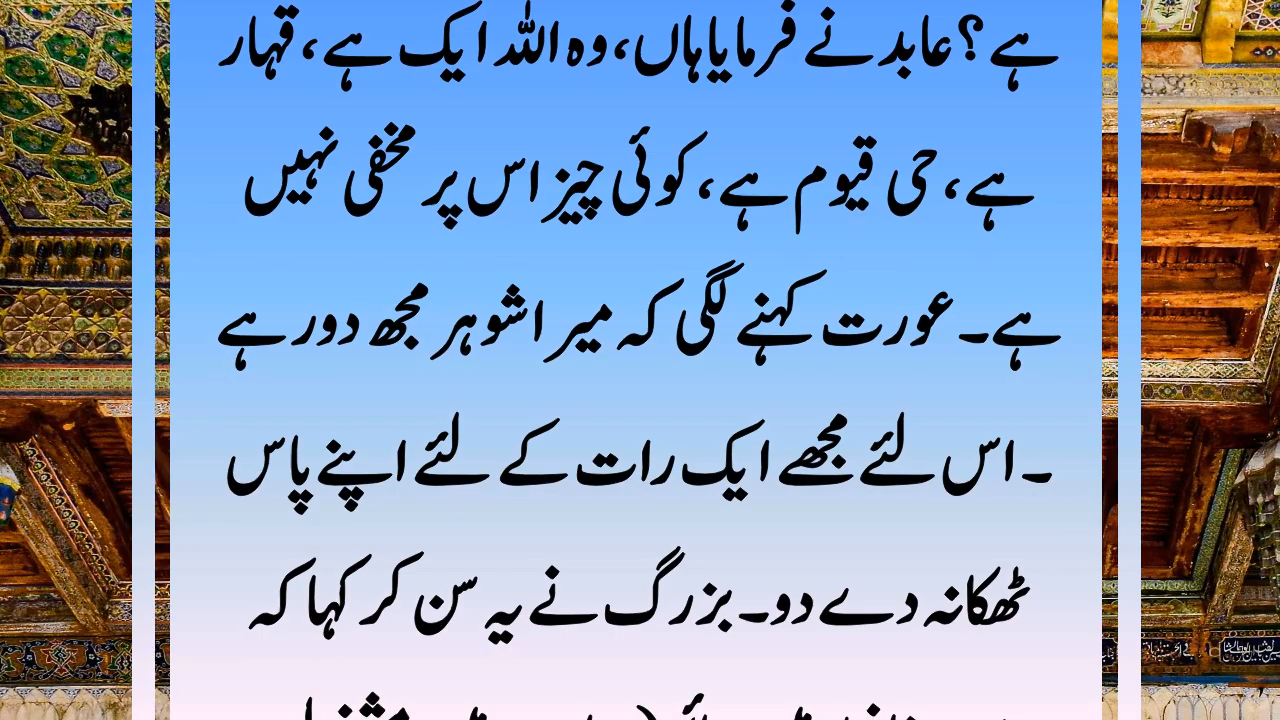 ہے؟عابد نے فرمایا ہاں، وہ اللہ ایک ہے، قہار
ہے، حی قیوم ہے، کوئی چیز اس پر مخفی نہیں
ہے۔ عورت کہنے لگی کہ میرا شوہر مجھ دور ہے
۔اس لئے مجھے ایک رات کے لئے اپنے پاس
ٹھکانہ دے دو۔بزرگ نے یہ سن کر کہا کہ